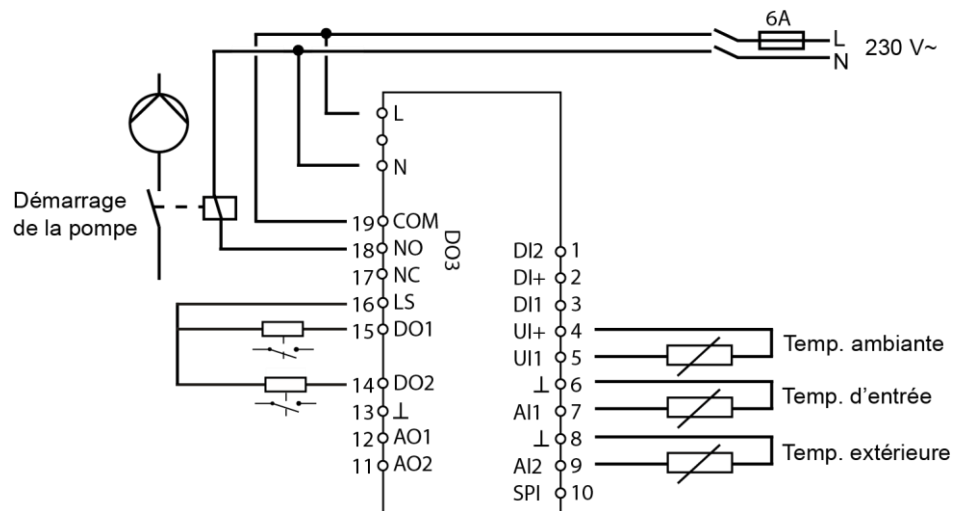 6A
L
N
230 V~
L
N
Démarrage
de la pompe
19 COM
18 NO
17 NC
DO3
16 LS
15 DO1
14 DO2
13 ⊥
12 AO1
11 AO2
DI2 1
DI+ 2
DI1 3
UI+ 4
UI1 5
⊥ 6
AI1 7
⊥ 8
AI2 9
SPI 10
Temp. ambiante
Temp. d'entrée
Temp. extérieure